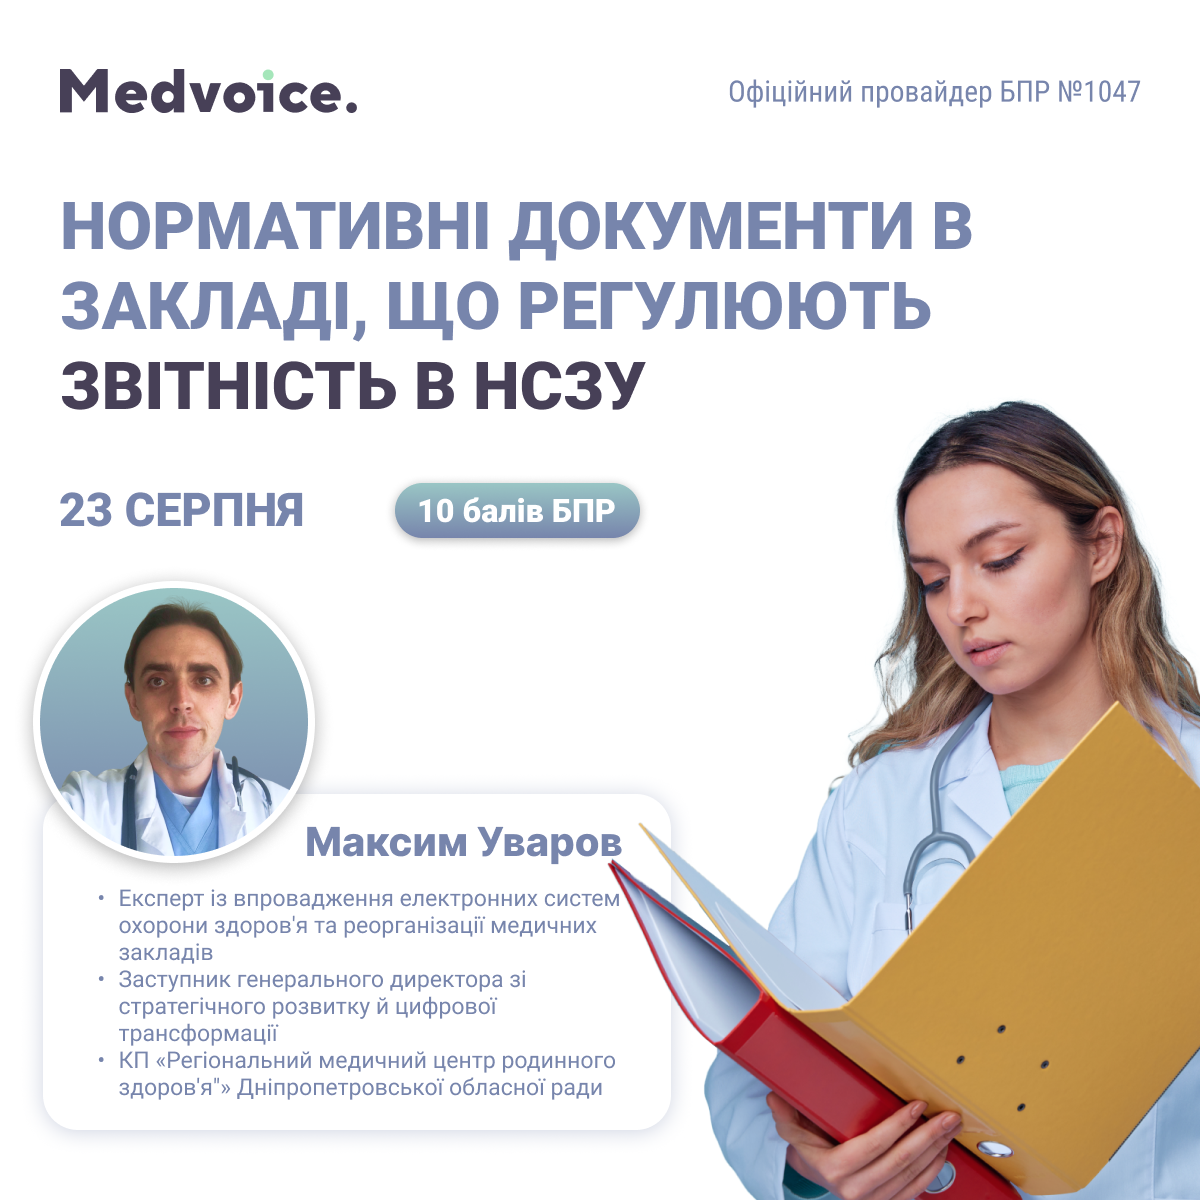 Medvoice.
Офіційний провайдер БПР №1047
НОРМАТИВНІ ДОКУМЕНТИ В
ЗАКЛАДІ, ЩО РЕГУЛЮЮТЬ
ЗВІТНІСТЬ В НСЗУ
23 СЕРПНЯ
10 балів БПР
Максим Уваров
• Експерт із впровадження електронних систем
охорони здоров'я та реорганізації медичних
закладів
• Заступник генерального директора зі
стратегічного розвитку й цифрової
трансформації
• КП «Регіональний медичний центр родинного
здоров'я"» Дніпропетровської обласної ради